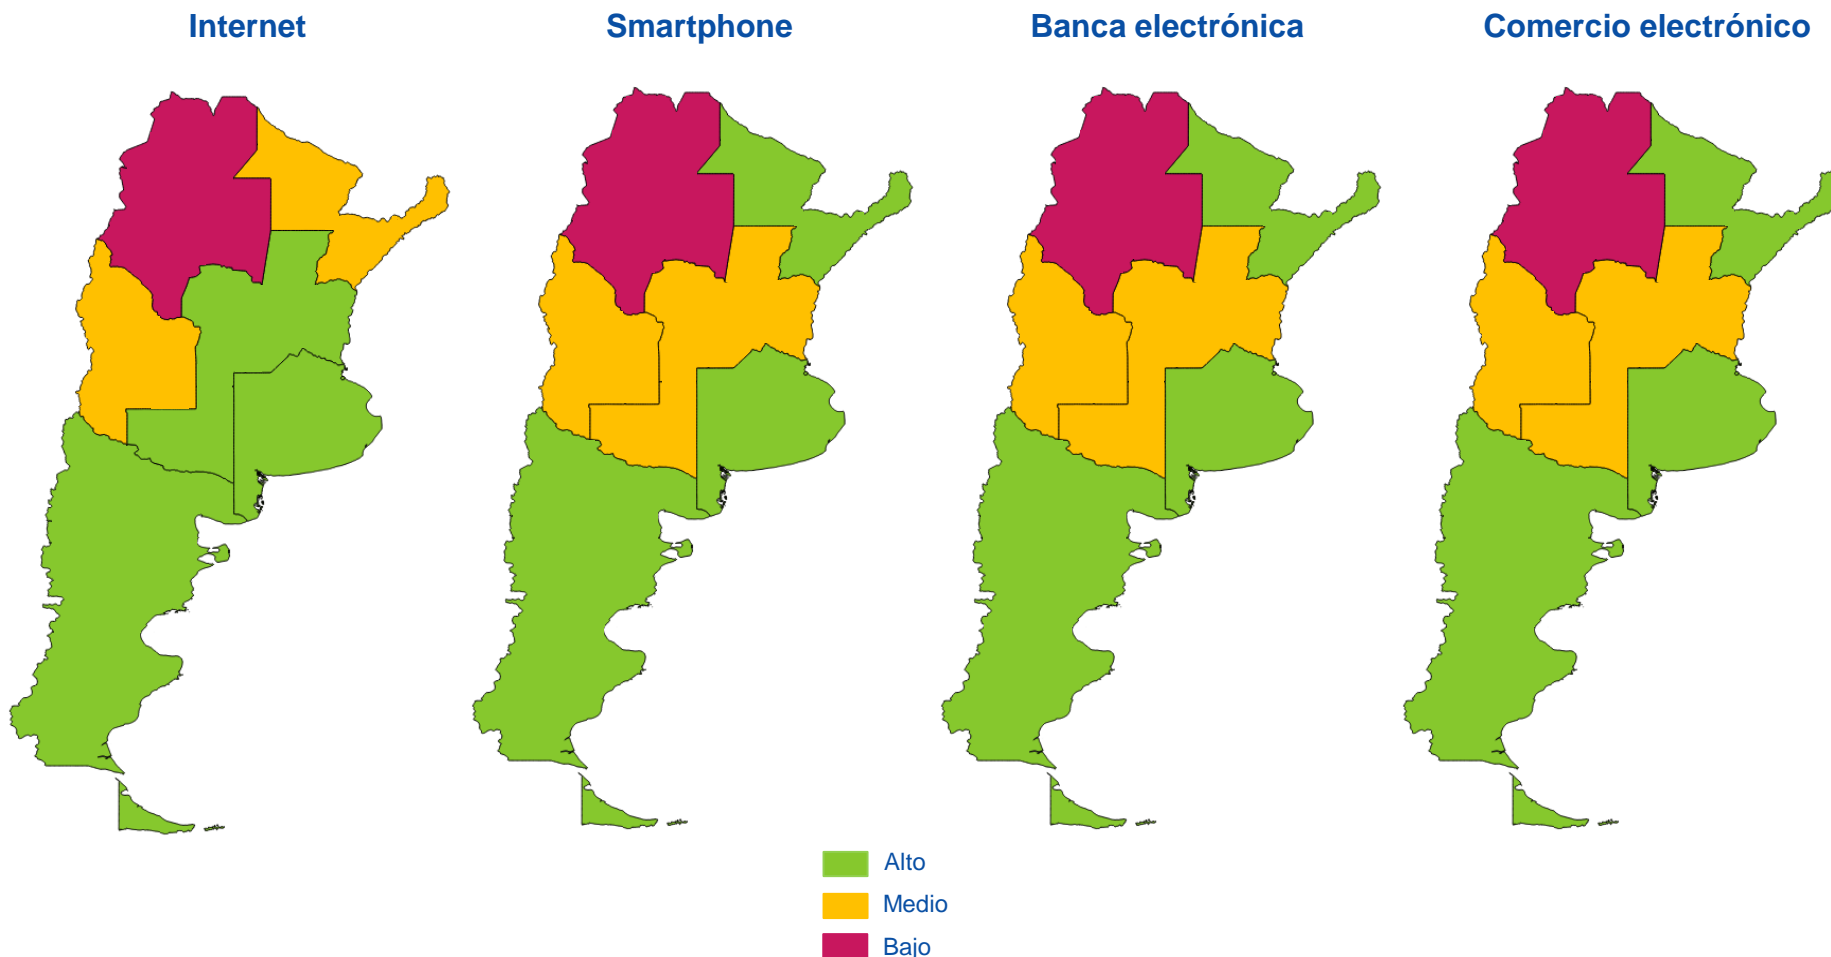 Internet
Smartphone
Banca electrónica
Comercio electrónico
Alto
Medio
Bajo